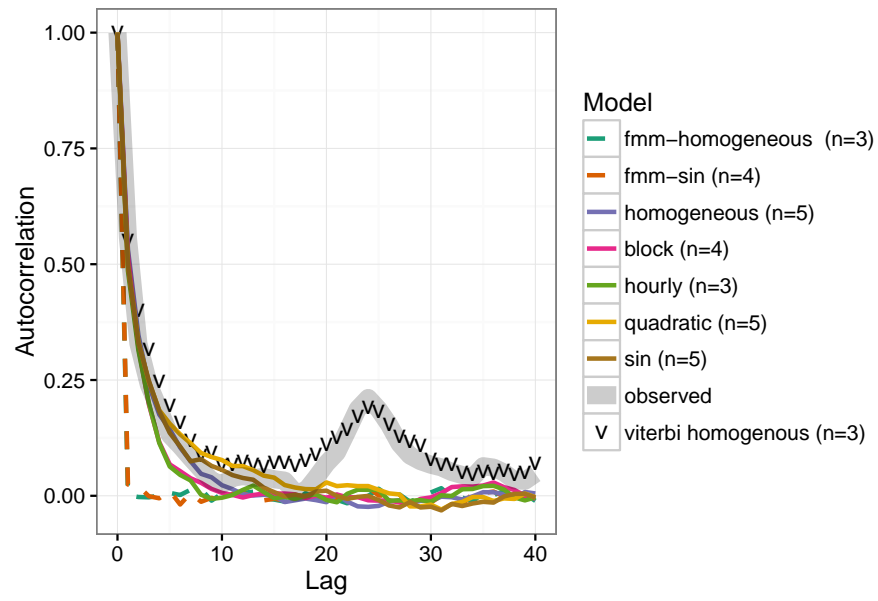 1.00
0.75
0.50
0.25
0.00
Autocorrelation
0
10
20
30
40
Lag
Model
fmm−homogeneous (n=3)
fmm−sin (n=4)
homogeneous (n=5)
block (n=4)
hourly (n=3)
quadratic (n=5)
sin (n=5)
observed
v viterbi homogenous (n=3)